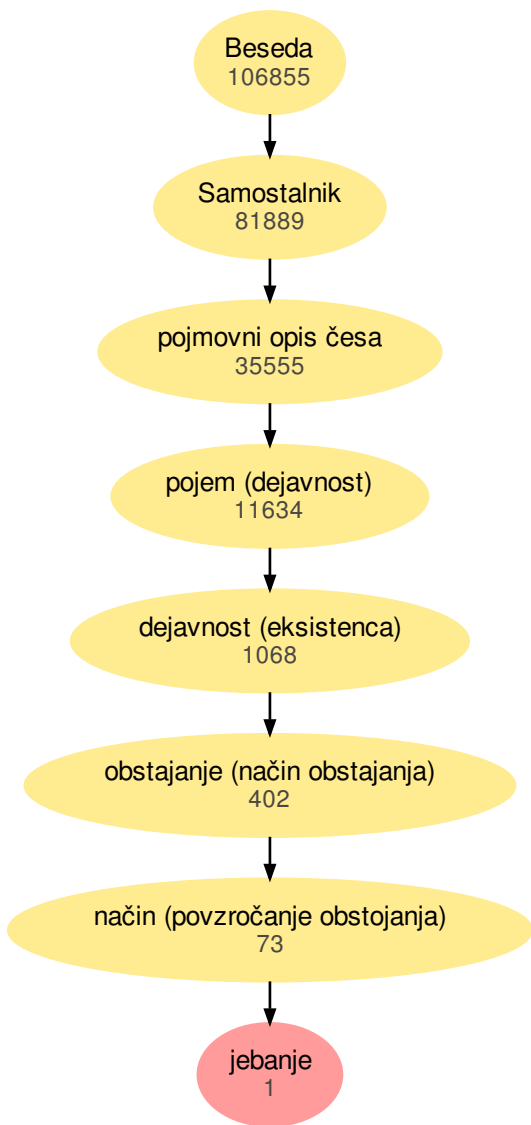 Beseda
106855
Samostalnik
81889
pojmovni opis česa
35555
pojem (dejavnost)
11634
dejavnost (eksistenca)
1068
obstajanje (način obstajanja)
402
način (povzročanje obstojanja)
73
jebanje
1